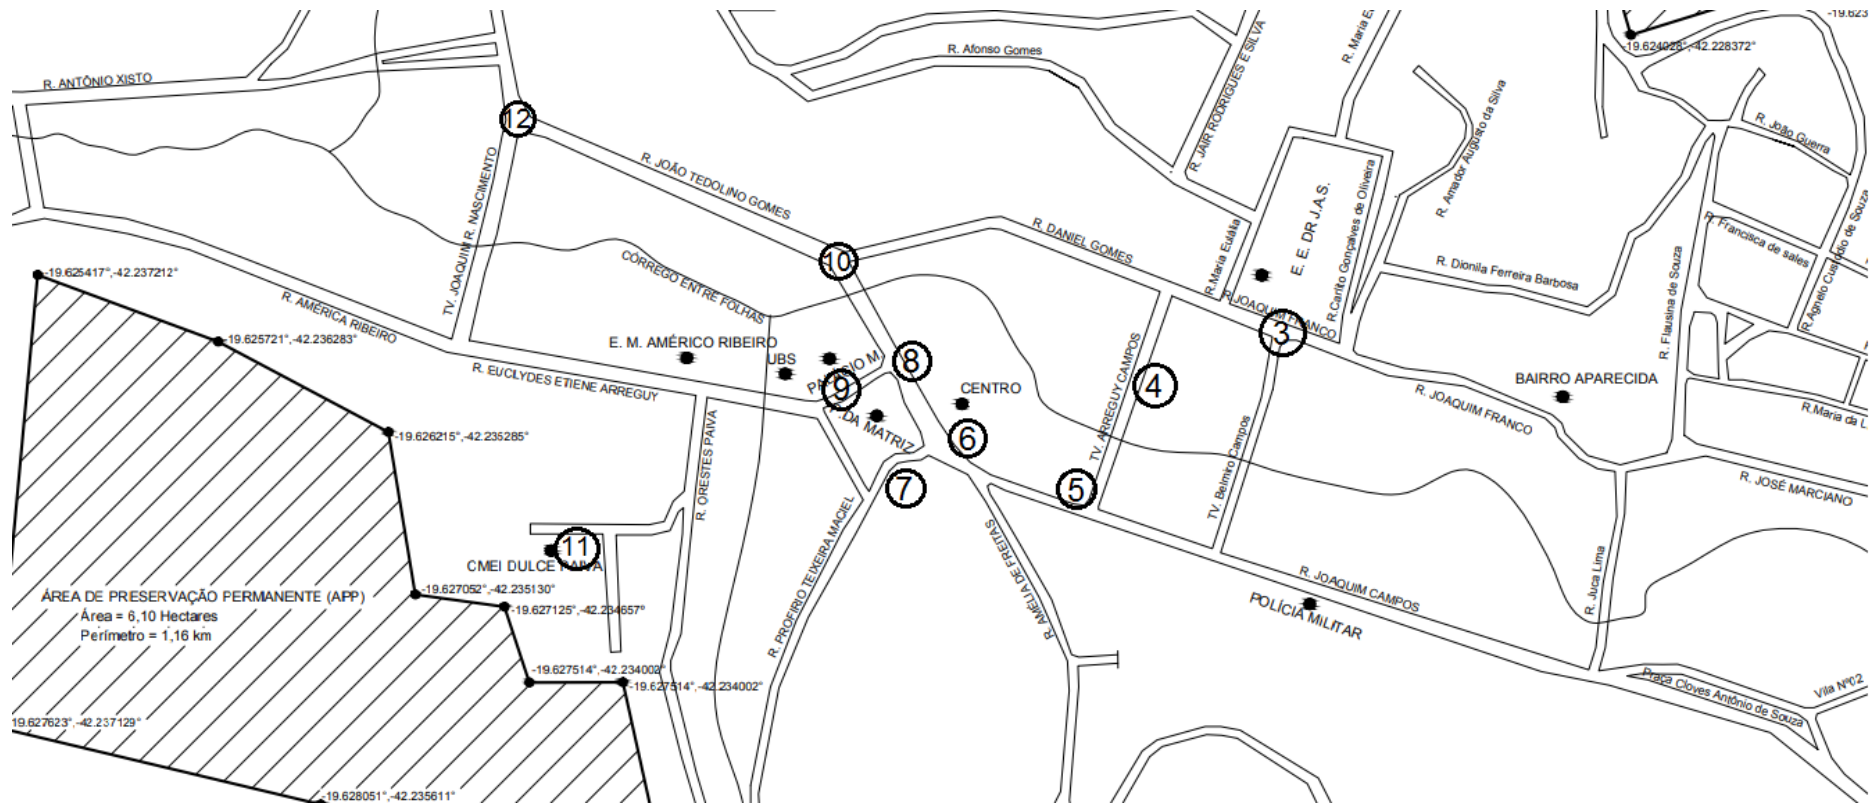 R. ANTÔNIO XISTO
R. Afonso Gomes
R. JAIR RODRIGUES E SILVA
R. Maria E
-19.623
-19.624028°,-42.228372°
12
R. JOÃO TEDOLINO GOMES
TV. JOAQUIM R. NASCIMENTO
R. Amador Augusto da Silva
R. João Guerra
R. DANIEL GOMES
R.Maria Eulália
E. E. DR J.A.S.
R.Carlito Gonçalves de Oliveira
R. Francisca de sales
R.Agnelo Custódio de Souza
R. Dionila Ferreira Barbosa
R. Flausina de Souza
10
CÓRREGO ENTRE FOLHAS
-19.625417°,-42.237212°
R. AMÉRICA RIBEIRO
-19.625721°,-42.236283°
R. JOAQUIM FRANCO
3
E. M. AMÉRICO RIBEIRO
UBS
PALÁCIO M.
8
9
R. EUCLYDES ETIENE ARREGUY
P. DA MATRIZ
CENTRO
TV. ARREGUY CAMPOS
4
BAIRRO APARECIDA
R. JOAQUIM FRANCO
R.Maria da L
-19.626215°,-42.235285°
R. ORESTES PAIVA
6
7
5
TV. Belmiro Campos
R. JOSÉ MARCIANO
11
CMEI DULCE PAIVA
R. PROFIRIO TEIXEIRA MACIEL
R. AMÉLIA DE FREITAS
R. JOAQUIM CAMPOS
POLÍCIA MILITAR
R. Juca Lima
ÁREA DE PRESERVAÇÃO PERMANENTE (APP)
Área = 6,10 Hectares
Perímetro = 1,16 km
-19.627052°,-42.235130°
-19.627125°,-42.234657°
-19.627514°,-42.234002°
-19.627514°,-42.234002°
Praça Cloves Antônio de Souza
Vila Nº02
19.627623°,-42.237129°
-19.628051°,-42.235611°